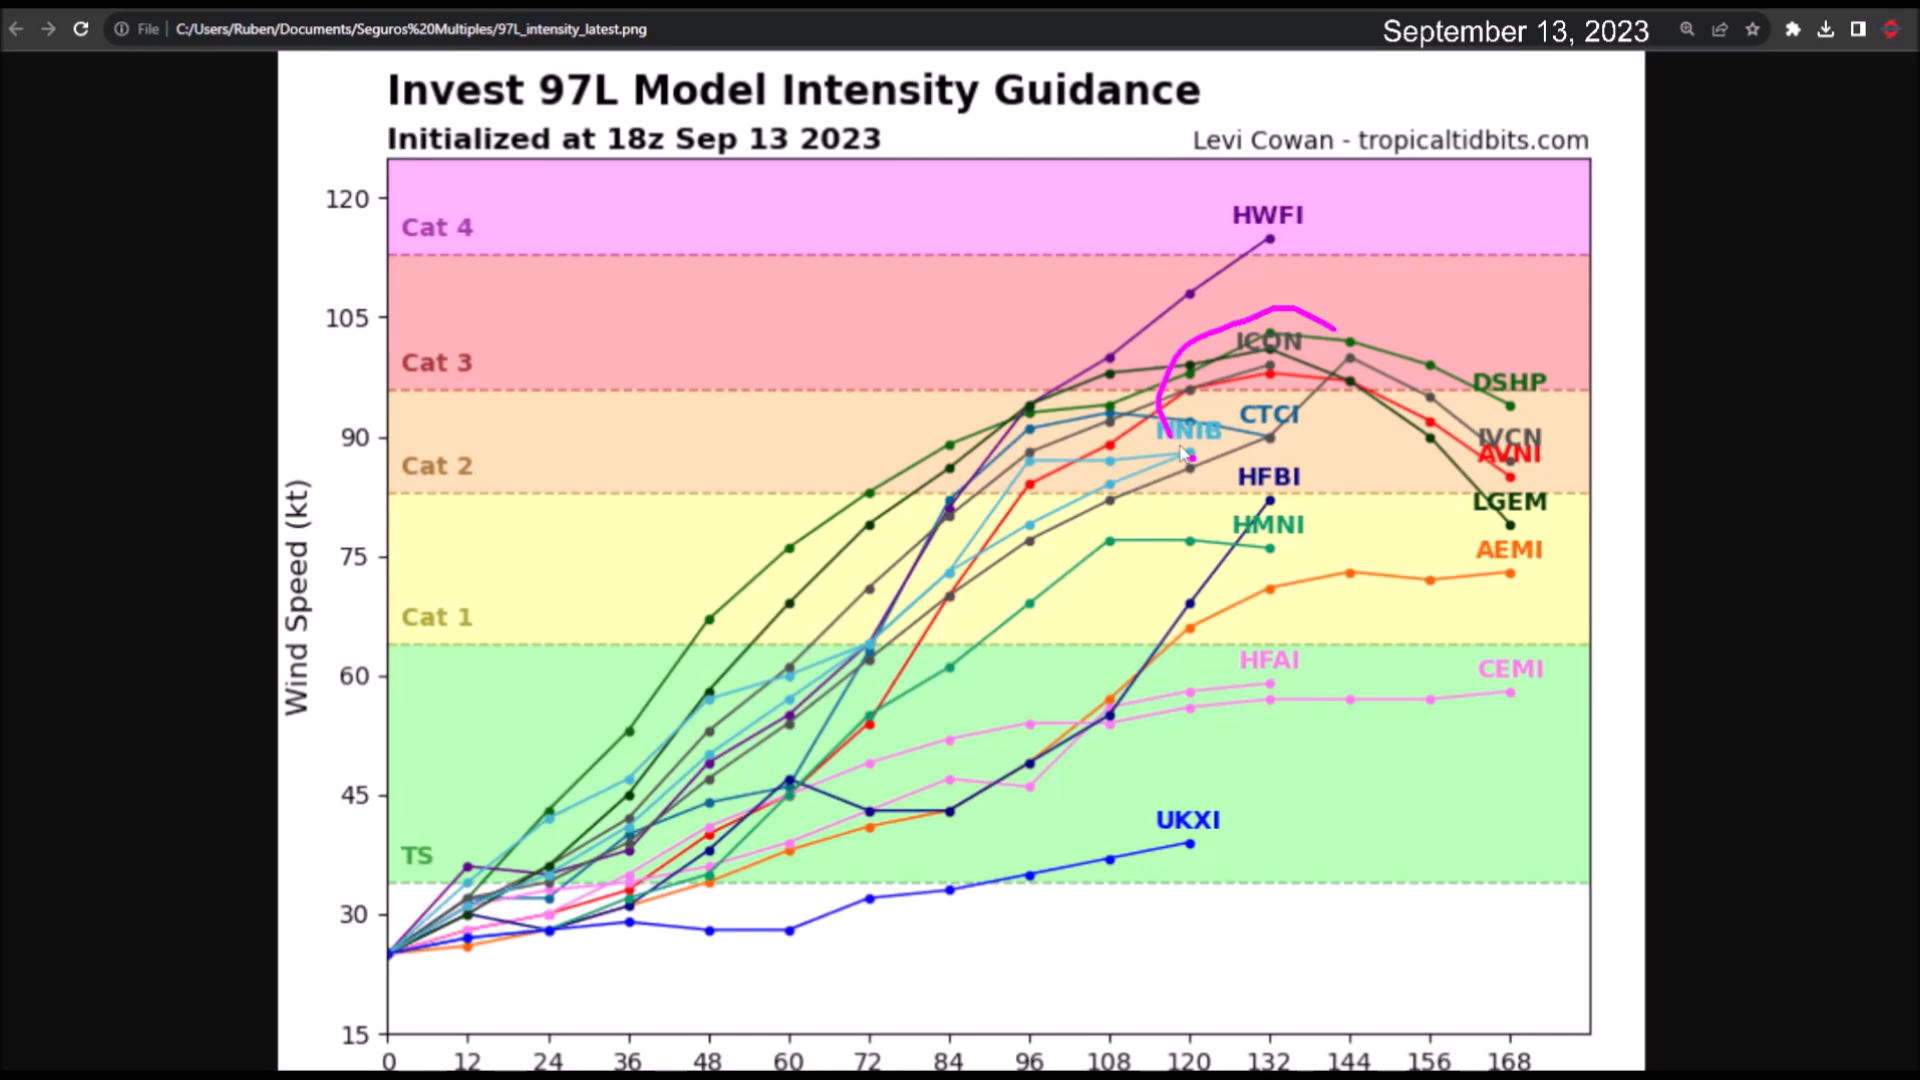 File C:/Users/Ruben/Documents/Seguros%20Multiples/97L_intensity_latest.png September 13, 2023
Invest 97L Model Intensity Guidance
Initialized at 18z Sep 13 2023 Levi Cowan - tropicaltidbits.com
120
Cat 4
HWFI
105
ICON
Cat 3
DSHP
CTCI
90
NNIB
IVCN
AVNI
Cat 2
HFBI
LGEM
HMNI
75
AEMI
Cat 1
Wind Speed (kt)
60
HFAI
CEMI
45
UKXI
TS
30
15
0 12 24 36 48 60 72 84 96 108 120 132 144 156 168